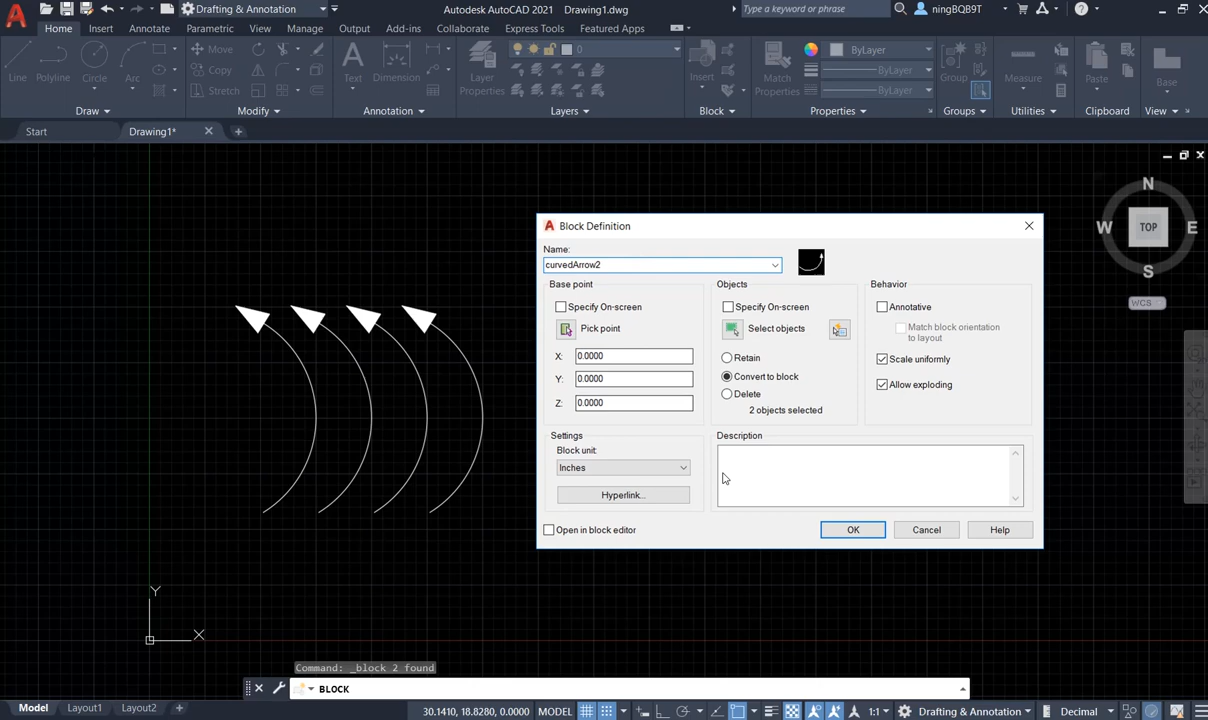 Drafting & Annotation
Autodesk AutoCAD 2021 Drawing1.dwg
Type a keyword or phrase
ningBQB9T
Home Insert Annotate Parametric View Manage Output Add-ins Collaborate Express Tools Featured Apps
Line Polyline Circle Arc
Move
Copy
Stretch
Text Dimension
Layer Properties
0
Insert
Match Properties
ByLayer
ByLayer
ByLayer
Group
Measure
Paste
Base
Draw Modify Annotation Layers Block Properties Groups Utilities Clipboard View
Start Drawing1*
Block Definition
Name:
curvedArrow2
Base point
Specify On-screen
Pick point
X: 0.0000
Y: 0.0000
Z: 0.0000
Objects
Specify On-screen
Select objects
Retain
Convert to block
Delete
2 objects selected
Behavior
Annotative
Match block orientation
to layout
Scale uniformly
Allow exploding
Settings
Block unit:
Inches
Hyperlink...
Description
Open in block editor
OK Cancel Help
N
W TOP E
S
WCS
Y
X
Command: _block 2 found
BLOCK
Model Layout1 Layout2
30.1410, 18.8280, 0.0000 MODEL
1:1
Drafting & Annotation
Decimal